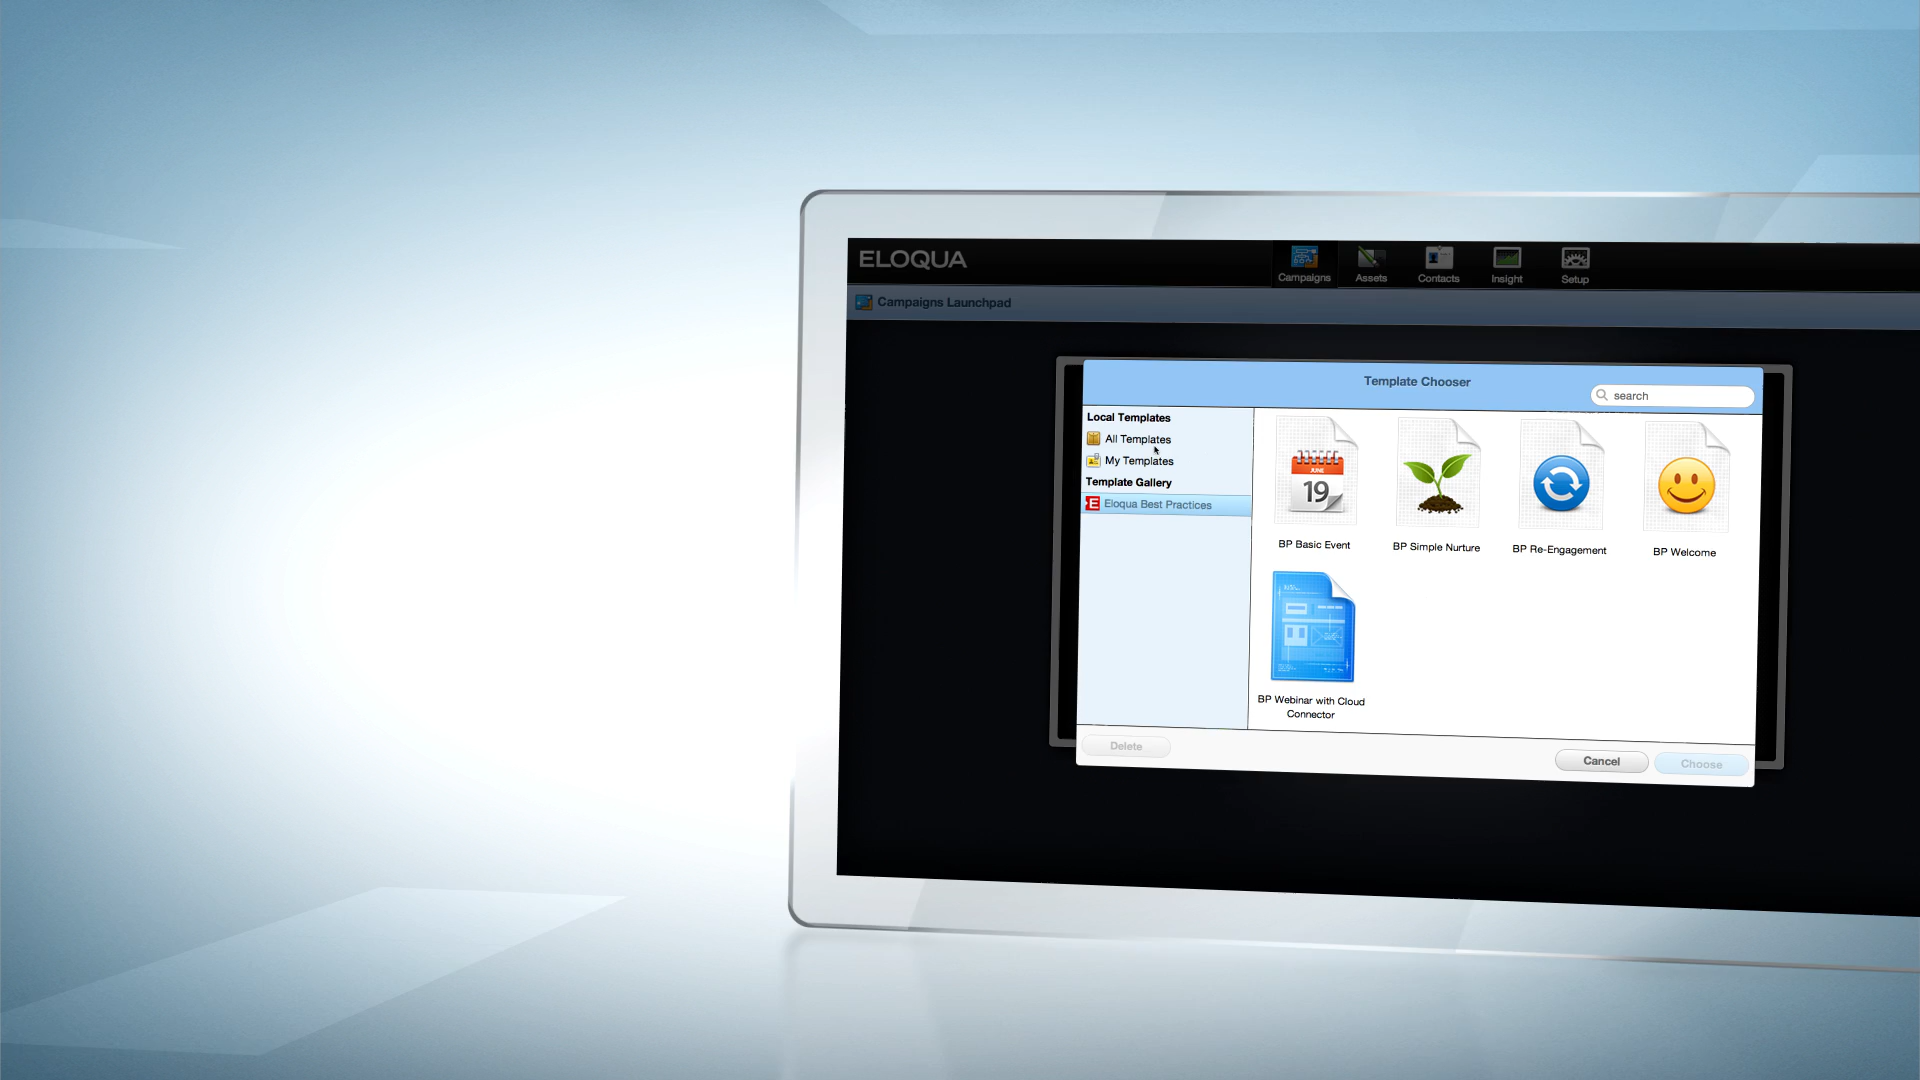 ELOQUA
Campaigns
Assets
Contacts
Insight
Setup
Campaigns Launchpad
Template Chooser
search
Local Templates
All Templates
My Templates
Template Gallery
E Eloqua Best Practices
JUNE
19
BP Basic Event
BP Simple Nurture
BP Re-Engagement
BP Welcome
BP Webinar with Cloud
Connector
Delete
Cancel
Choose